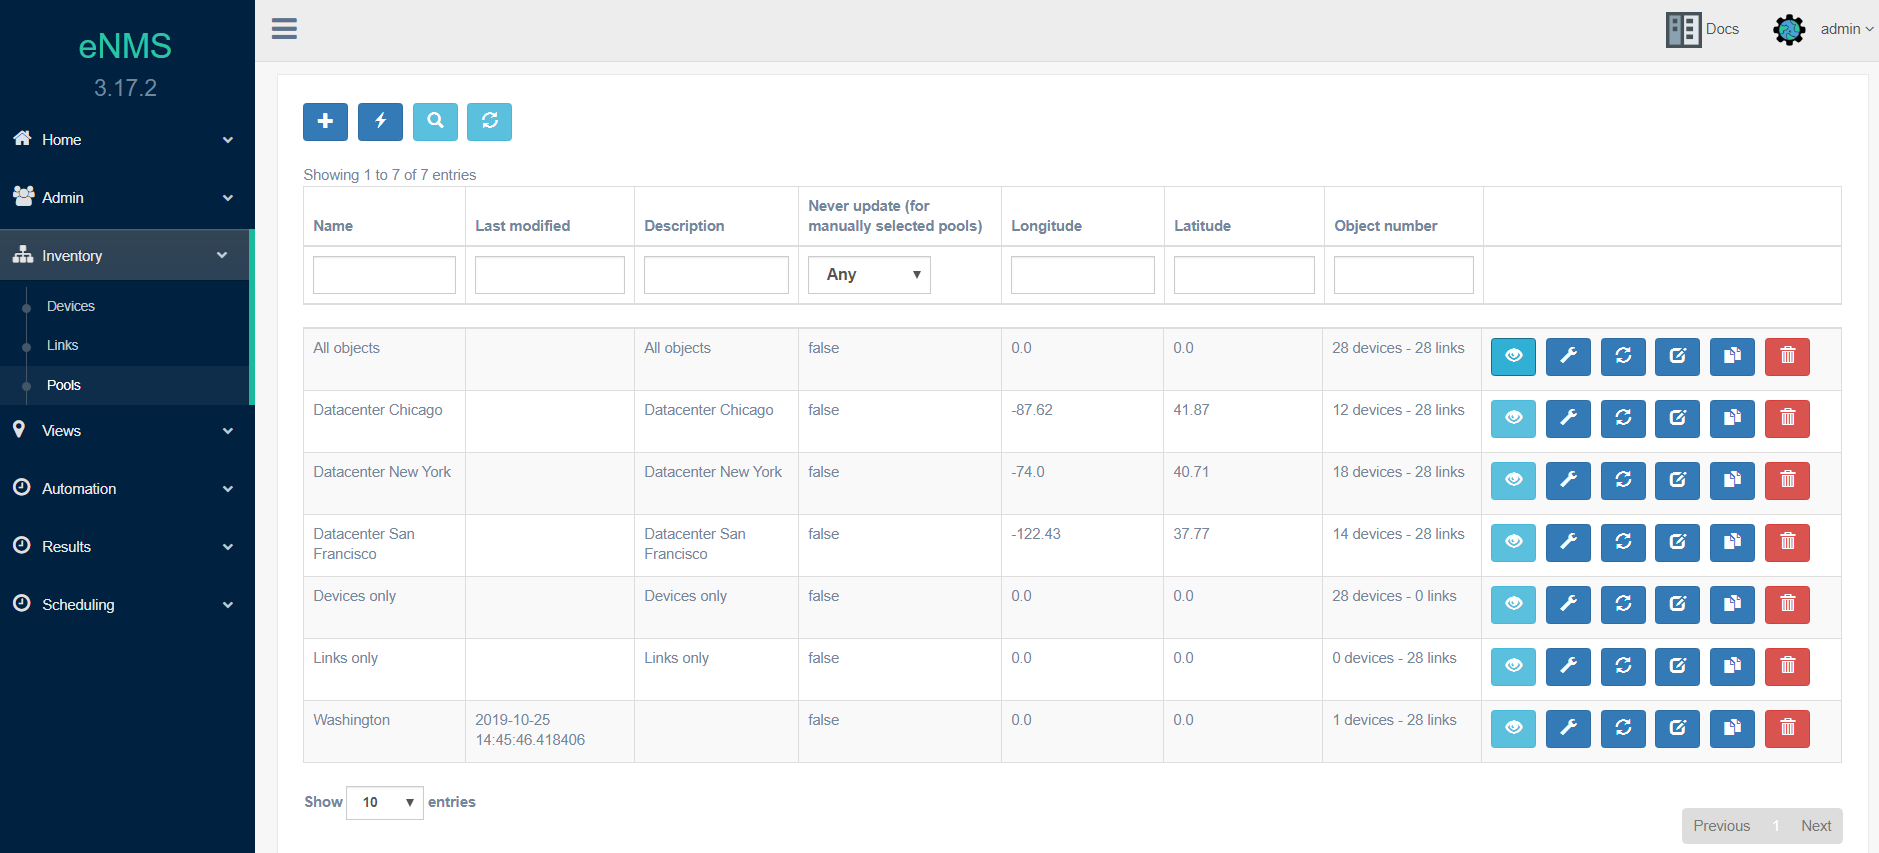 eNMS
3.17.2
Home
Admin
Inventory
Devices
Links
Pools
Views
Automation
Results
Scheduling
Docs
admin
Showing 1 to 7 of 7 entries
Name
Last modified
Description
Never update (for
manually selected pools)
Longitude
Latitude
Object number
Any
All objects All objects false 0.0 0.0 28 devices - 28 links
Datacenter Chicago Datacenter Chicago false -87.62 41.87 12 devices - 28 links
Datacenter New York Datacenter New York false -74.0 40.71 18 devices - 28 links
Datacenter San Datacenter San false -122.43 37.77 14 devices - 28 links
Francisco Francisco
Devices only Devices only false 0.0 0.0 28 devices - 0 links
Links only Links only false 0.0 0.0 0 devices - 28 links
Washington 2019-10-25 false 0.0 0.0 1 devices - 28 links
14:45:46.418406
Show 10 entries
Previous 1 Next